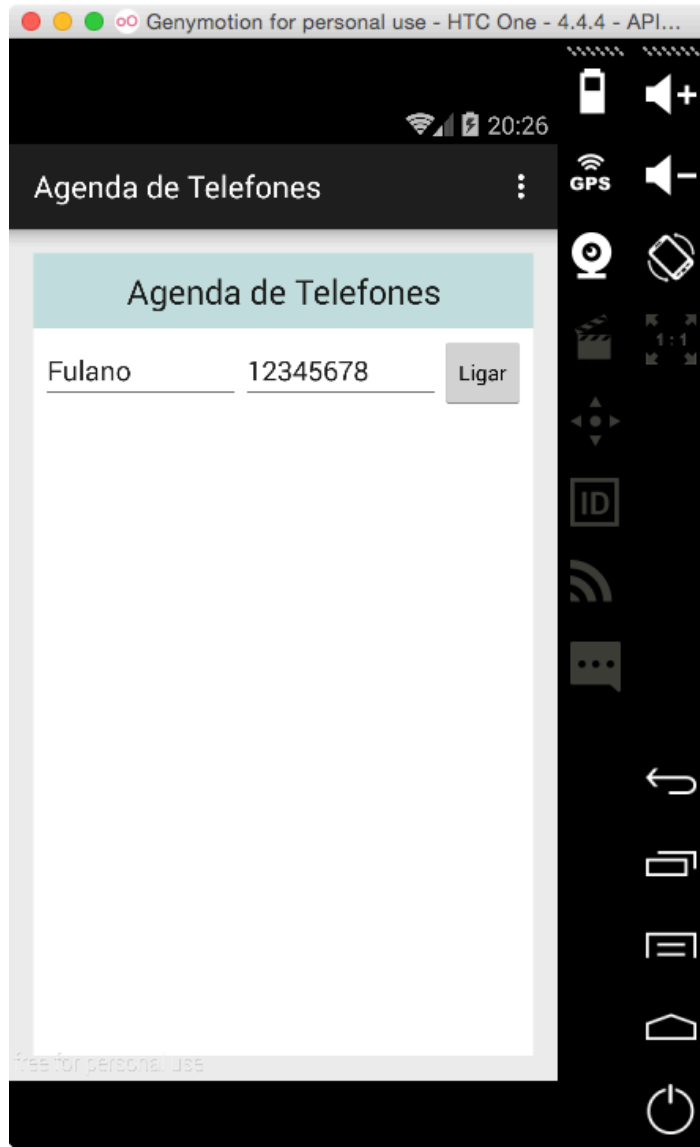 Genymotion for personal use - HTC One - 4.4.4 - API...
20:26
Agenda de Telefones
GPS
Agenda de Telefones
1:1
Fulano 12345678 Ligar
ID
free for personal use